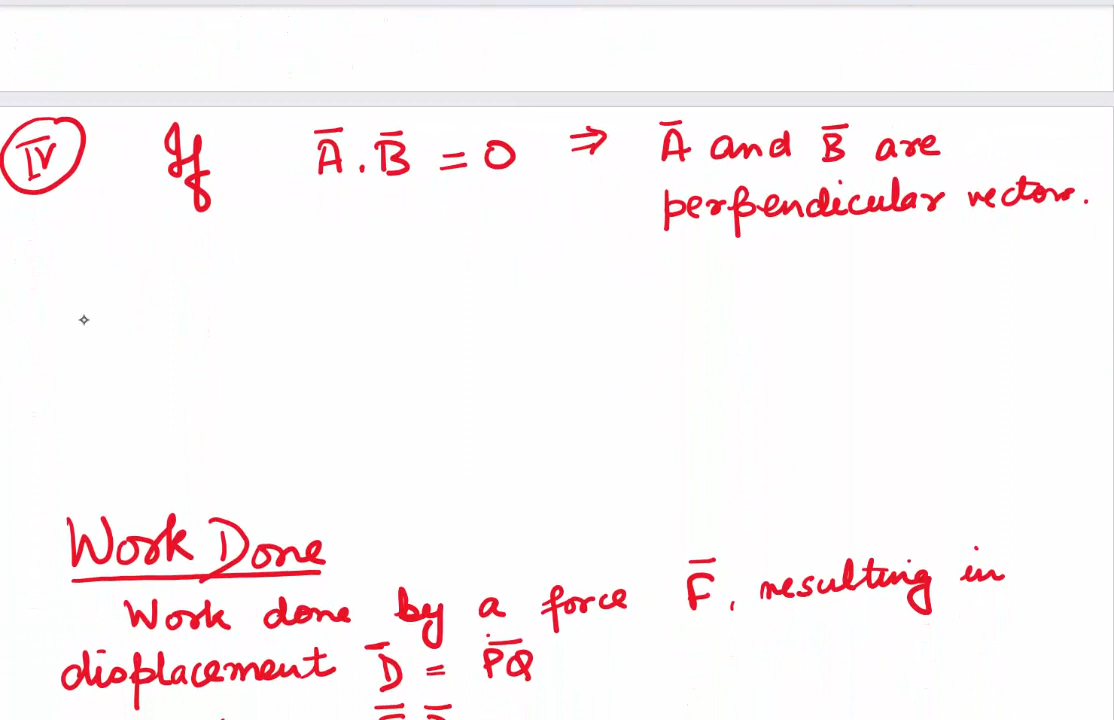 IV If A̅ . B̅ = 0 ⇒ A̅ and B̅ are
perpendicular vectors.
Work Done
Work done by a force F̅, resulting in
displacement D̅ = P̅Q̅